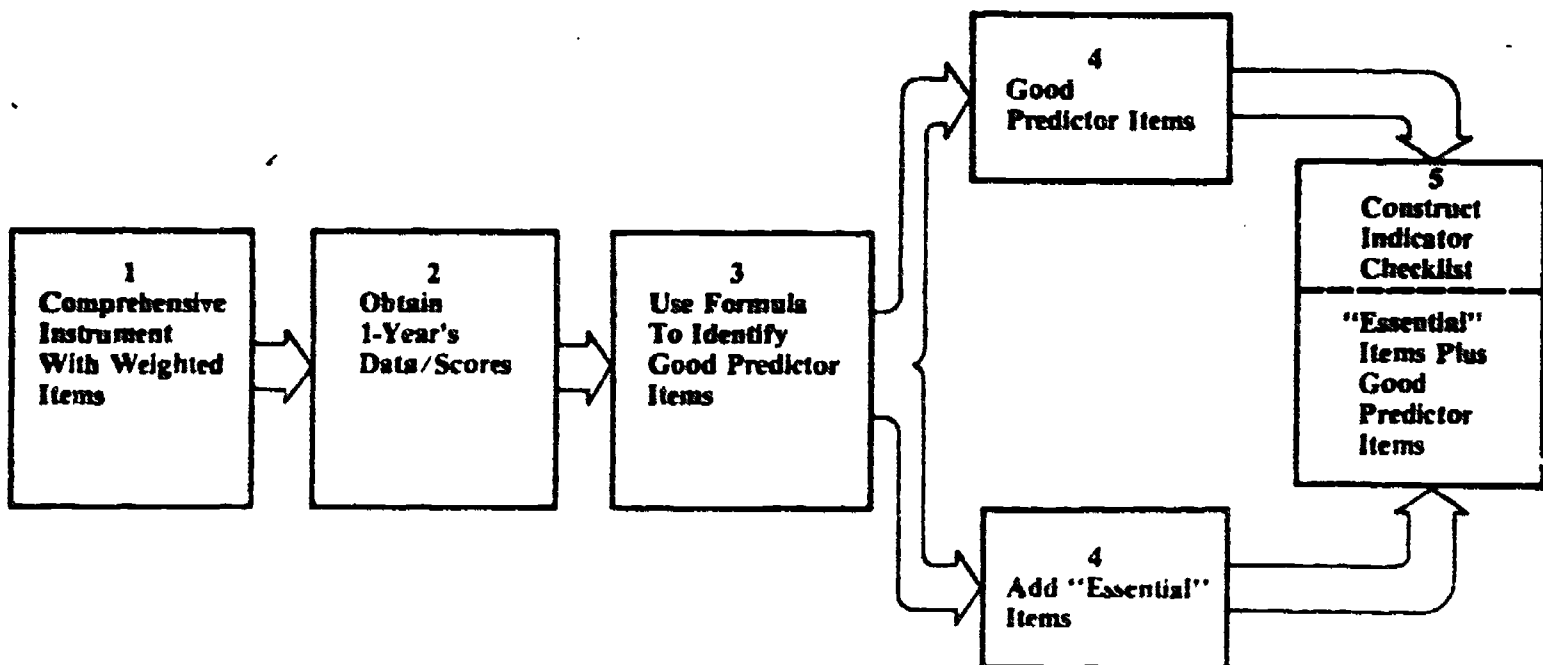 1
Comprehensive
Instrument
With Weighted
Items
2
Obtain
1-Year's
Data/Scores
3
Use Formula
To Identify
Good Predictor
Items
4
Good
Predictor Items
4
Add “Essential”
Items
5
Construct
Indicator
Checklist
“Essential”
Items Plus
Good
Predictor
Items